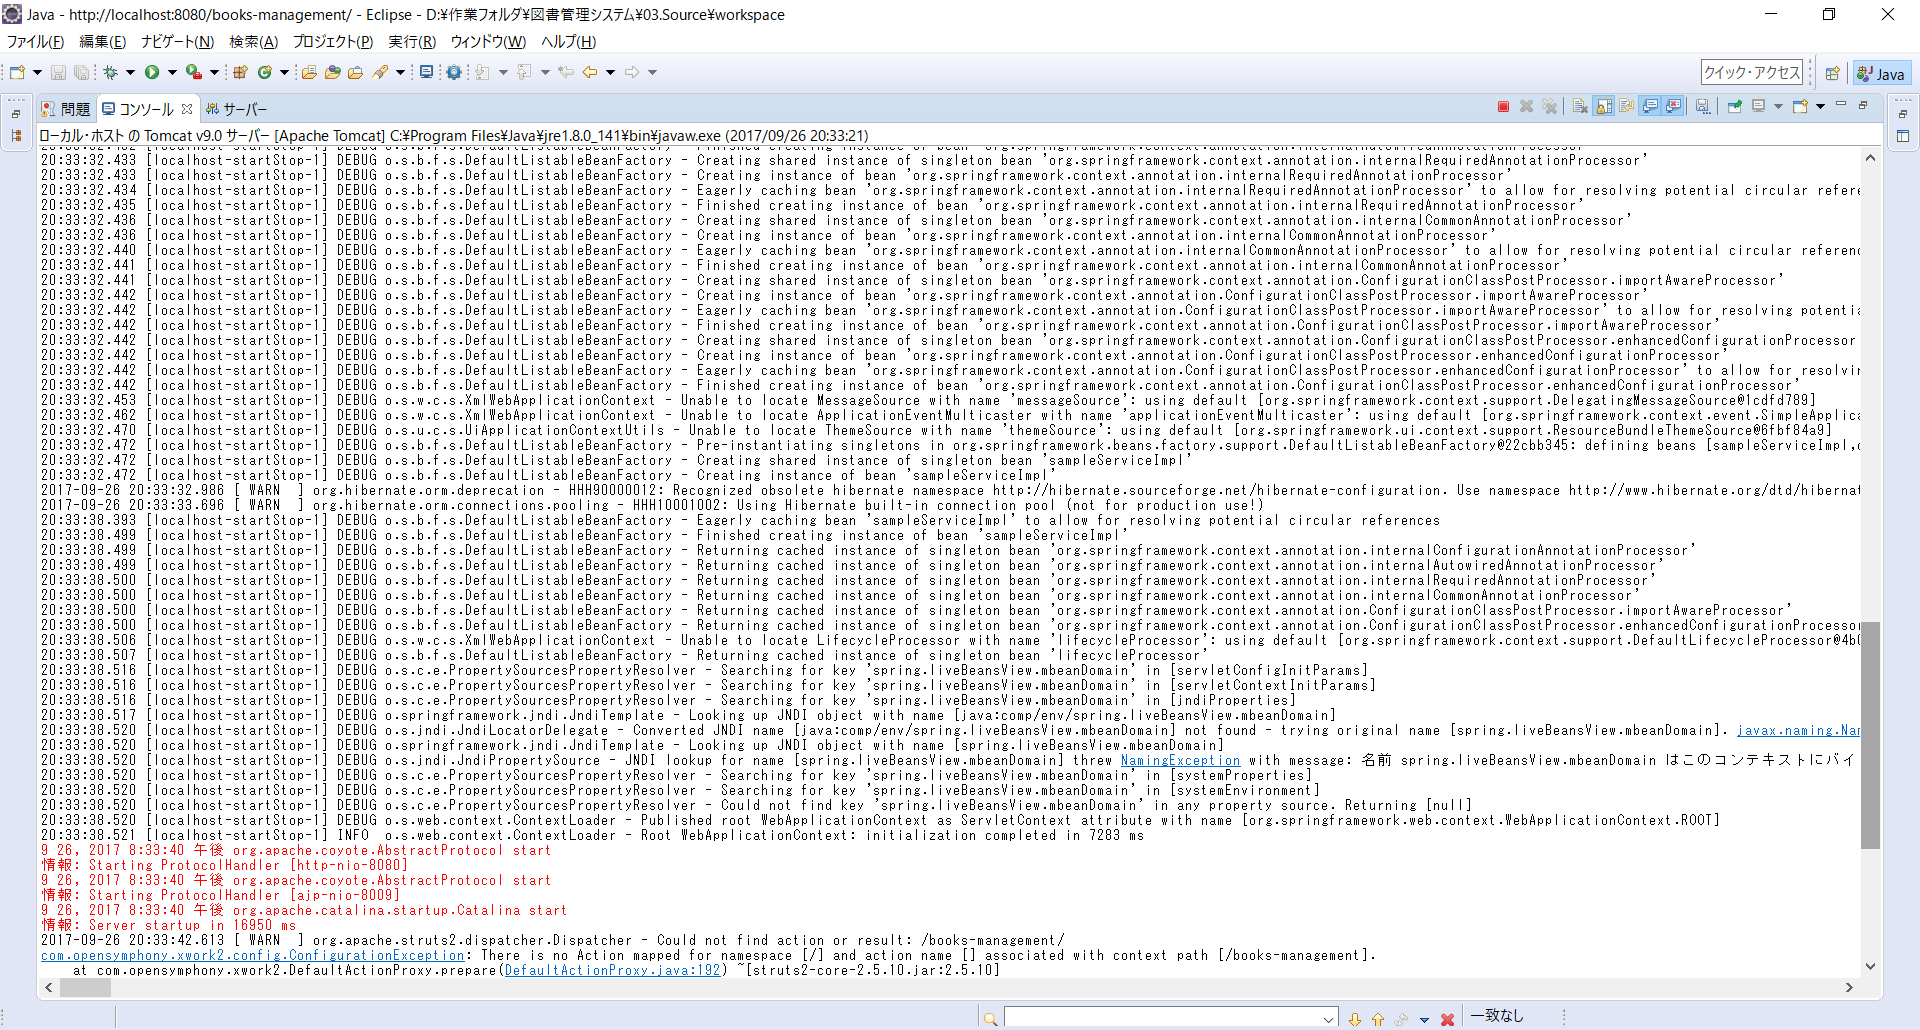 Java - http://localhost:8080/books-management/ - Eclipse - D:¥作業フォルダ¥図書管理システム¥03.Source¥workspace
ファイル(F) 編集(E) ナビゲート(N) 検索(A) プロジェクト(P) 実行(R) ウィンドウ(W) ヘルプ(H)
クイック・アクセス Java
問題 コンソール サーバー
ローカル・ホスト の Tomcat v9.0 サーバー [Apache Tomcat] C:¥Program Files¥Java¥jre1.8.0_141¥bin¥javaw.exe (2017/09/26 20:33:21)
20:33:32.433 [localhost-startStop-1] DEBUG o.s.b.f.s.DefaultListableBeanFactory - Creating shared instance of singleton bean 'org.springframework.context.annotation.internalRequiredAnnotationProcessor'
20:33:32.433 [localhost-startStop-1] DEBUG o.s.b.f.s.DefaultListableBeanFactory - Creating instance of bean 'org.springframework.context.annotation.internalRequiredAnnotationProcessor'
20:33:32.434 [localhost-startStop-1] DEBUG o.s.b.f.s.DefaultListableBeanFactory - Eagerly caching bean 'org.springframework.context.annotation.internalRequiredAnnotationProcessor' to allow for resolving potential circular refere
20:33:32.435 [localhost-startStop-1] DEBUG o.s.b.f.s.DefaultListableBeanFactory - Finished creating instance of bean 'org.springframework.context.annotation.internalRequiredAnnotationProcessor'
20:33:32.436 [localhost-startStop-1] DEBUG o.s.b.f.s.DefaultListableBeanFactory - Creating shared instance of singleton bean 'org.springframework.context.annotation.internalCommonAnnotationProcessor'
20:33:32.436 [localhost-startStop-1] DEBUG o.s.b.f.s.DefaultListableBeanFactory - Creating instance of bean 'org.springframework.context.annotation.internalCommonAnnotationProcessor'
20:33:32.440 [localhost-startStop-1] DEBUG o.s.b.f.s.DefaultListableBeanFactory - Eagerly caching bean 'org.springframework.context.annotation.internalCommonAnnotationProcessor' to allow for resolving potential circular referenc
20:33:32.441 [localhost-startStop-1] DEBUG o.s.b.f.s.DefaultListableBeanFactory - Finished creating instance of bean 'org.springframework.context.annotation.internalCommonAnnotationProcessor'
20:33:32.441 [localhost-startStop-1] DEBUG o.s.b.f.s.DefaultListableBeanFactory - Creating shared instance of singleton bean 'org.springframework.context.annotation.ConfigurationClassPostProcessor.importAwareProcessor'
20:33:32.442 [localhost-startStop-1] DEBUG o.s.b.f.s.DefaultListableBeanFactory - Creating instance of bean 'org.springframework.context.annotation.ConfigurationClassPostProcessor.importAwareProcessor'
20:33:32.442 [localhost-startStop-1] DEBUG o.s.b.f.s.DefaultListableBeanFactory - Eagerly caching bean 'org.springframework.context.annotation.ConfigurationClassPostProcessor.importAwareProcessor' to allow for resolving potentia
20:33:32.442 [localhost-startStop-1] DEBUG o.s.b.f.s.DefaultListableBeanFactory - Finished creating instance of bean 'org.springframework.context.annotation.ConfigurationClassPostProcessor.importAwareProcessor'
20:33:32.442 [localhost-startStop-1] DEBUG o.s.b.f.s.DefaultListableBeanFactory - Creating shared instance of singleton bean 'org.springframework.context.annotation.ConfigurationClassPostProcessor.enhancedConfigurationProcessor
20:33:32.442 [localhost-startStop-1] DEBUG o.s.b.f.s.DefaultListableBeanFactory - Creating instance of bean 'org.springframework.context.annotation.ConfigurationClassPostProcessor.enhancedConfigurationProcessor'
20:33:32.442 [localhost-startStop-1] DEBUG o.s.b.f.s.DefaultListableBeanFactory - Eagerly caching bean 'org.springframework.context.annotation.ConfigurationClassPostProcessor.enhancedConfigurationProcessor' to allow for resolvin
20:33:32.442 [localhost-startStop-1] DEBUG o.s.b.f.s.DefaultListableBeanFactory - Finished creating instance of bean 'org.springframework.context.annotation.ConfigurationClassPostProcessor.enhancedConfigurationProcessor'
20:33:32.453 [localhost-startStop-1] DEBUG o.s.w.c.s.XmlWebApplicationContext - Unable to locate MessageSource with name 'messageSource': using default [org.springframework.context.support.DelegatingMessageSource@1cdfd789]
20:33:32.462 [localhost-startStop-1] DEBUG o.s.w.c.s.XmlWebApplicationContext - Unable to locate ApplicationEventMulticaster with name 'applicationEventMulticaster': using default [org.springframework.context.event.SimpleApplica
20:33:32.470 [localhost-startStop-1] DEBUG o.s.u.c.s.UiApplicationContextUtils - Unable to locate ThemeSource with name 'themeSource': using default [org.springframework.ui.context.support.ResourceBundleThemeSource@6fbf84a9]
20:33:32.472 [localhost-startStop-1] DEBUG o.s.b.f.s.DefaultListableBeanFactory - Pre-instantiating singletons in org.springframework.beans.factory.support.DefaultListableBeanFactory@22cbb345: defining beans [sampleServiceImpl,o
20:33:32.472 [localhost-startStop-1] DEBUG o.s.b.f.s.DefaultListableBeanFactory - Creating shared instance of singleton bean 'sampleServiceImpl'
20:33:32.472 [localhost-startStop-1] DEBUG o.s.b.f.s.DefaultListableBeanFactory - Creating instance of bean 'sampleServiceImpl'
2017-09-26 20:33:32.986 [ WARN  ] org.hibernate.orm.deprecation - HHH90000012: Recognized obsolete hibernate namespace http://hibernate.sourceforge.net/hibernate-configuration. Use namespace http://www.hibernate.org/dtd/hibernat
2017-09-26 20:33:33.696 [ WARN  ] org.hibernate.orm.connections.pooling - HHH10001002: Using Hibernate built-in connection pool (not for production use!)
20:33:38.393 [localhost-startStop-1] DEBUG o.s.b.f.s.DefaultListableBeanFactory - Eagerly caching bean 'sampleServiceImpl' to allow for resolving potential circular references
20:33:38.499 [localhost-startStop-1] DEBUG o.s.b.f.s.DefaultListableBeanFactory - Finished creating instance of bean 'sampleServiceImpl'
20:33:38.499 [localhost-startStop-1] DEBUG o.s.b.f.s.DefaultListableBeanFactory - Returning cached instance of singleton bean 'org.springframework.context.annotation.internalConfigurationAnnotationProcessor'
20:33:38.499 [localhost-startStop-1] DEBUG o.s.b.f.s.DefaultListableBeanFactory - Returning cached instance of singleton bean 'org.springframework.context.annotation.internalAutowiredAnnotationProcessor'
20:33:38.500 [localhost-startStop-1] DEBUG o.s.b.f.s.DefaultListableBeanFactory - Returning cached instance of singleton bean 'org.springframework.context.annotation.internalRequiredAnnotationProcessor'
20:33:38.500 [localhost-startStop-1] DEBUG o.s.b.f.s.DefaultListableBeanFactory - Returning cached instance of singleton bean 'org.springframework.context.annotation.internalCommonAnnotationProcessor'
20:33:38.500 [localhost-startStop-1] DEBUG o.s.b.f.s.DefaultListableBeanFactory - Returning cached instance of singleton bean 'org.springframework.context.annotation.ConfigurationClassPostProcessor.importAwareProcessor'
20:33:38.500 [localhost-startStop-1] DEBUG o.s.b.f.s.DefaultListableBeanFactory - Returning cached instance of singleton bean 'org.springframework.context.annotation.ConfigurationClassPostProcessor.enhancedConfigurationProces
20:33:38.506 [localhost-startStop-1] DEBUG o.s.w.c.s.XmlWebApplicationContext - Unable to locate LifecycleProcessor with name 'lifecycleProcessor': using default [org.springframework.context.support.DefaultLifecycleProcessor@4b0
20:33:38.507 [localhost-startStop-1] DEBUG o.s.b.f.s.DefaultListableBeanFactory - Returning cached instance of singleton bean 'lifecycleProcessor'
20:33:38.516 [localhost-startStop-1] DEBUG o.s.c.e.PropertySourcesPropertyResolver - Searching for key 'spring.liveBeansView.mbeanDomain' in [servletConfigInitParams]
20:33:38.516 [localhost-startStop-1] DEBUG o.s.c.e.PropertySourcesPropertyResolver - Searching for key 'spring.liveBeansView.mbeanDomain' in [servletContextInitParams]
20:33:38.516 [localhost-startStop-1] DEBUG o.s.c.e.PropertySourcesPropertyResolver - Searching for key 'spring.liveBeansView.mbeanDomain' in [jndiProperties]
20:33:38.517 [localhost-startStop-1] DEBUG o.springframework.jndi.JndiTemplate - Looking up JNDI object with name [java:comp/env/spring.liveBeansView.mbeanDomain]
20:33:38.520 [localhost-startStop-1] DEBUG o.s.jndi.JndiLocatorDelegate - Converted JNDI name [java:comp/env/spring.liveBeansView.mbeanDomain] not found - trying original name [spring.liveBeansView.mbeanDomain]. javax.naming.Nam
20:33:38.520 [localhost-startStop-1] DEBUG o.springframework.jndi.JndiTemplate - Looking up JNDI object with name [spring.liveBeansView.mbeanDomain]
20:33:38.520 [localhost-startStop-1] DEBUG o.s.jndi.JndiPropertySource - JNDI lookup for name [spring.liveBeansView.mbeanDomain] threw NamingException with message: 名前 spring.liveBeansView.mbeanDomain はこのコンテキストにバイ
20:33:38.520 [localhost-startStop-1] DEBUG o.s.c.e.PropertySourcesPropertyResolver - Searching for key 'spring.liveBeansView.mbeanDomain' in [systemProperties]
20:33:38.520 [localhost-startStop-1] DEBUG o.s.c.e.PropertySourcesPropertyResolver - Searching for key 'spring.liveBeansView.mbeanDomain' in [systemEnvironment]
20:33:38.520 [localhost-startStop-1] DEBUG o.s.c.e.PropertySourcesPropertyResolver - Could not find key 'spring.liveBeansView.mbeanDomain' in any property source. Returning [null]
20:33:38.520 [localhost-startStop-1] DEBUG o.s.web.context.ContextLoader - Published root WebApplicationContext as ServletContext attribute with name [org.springframework.web.context.WebApplicationContext.ROOT]
20:33:38.521 [localhost-startStop-1] INFO  o.s.web.context.ContextLoader - Root WebApplicationContext: initialization completed in 7283 ms
9 26, 2017 8:33:40 午後 org.apache.coyote.AbstractProtocol start
情報: Starting ProtocolHandler [http-nio-8080]
9 26, 2017 8:33:40 午後 org.apache.coyote.AbstractProtocol start
情報: Starting ProtocolHandler [ajp-nio-8009]
9 26, 2017 8:33:40 午後 org.apache.catalina.startup.Catalina start
情報: Server startup in 16950 ms
2017-09-26 20:33:42.613 [ WARN  ] org.apache.struts2.dispatcher.Dispatcher - Could not find action or result: /books-management/
com.opensymphony.xwork2.config.ConfigurationException: There is no Action mapped for namespace [/] and action name [] associated with context path [/books-management].
at com.opensymphony.xwork2.DefaultActionProxy.prepare(DefaultActionProxy.java:192) ~[struts2-core-2.5.10.jar:2.5.10]
一致なし